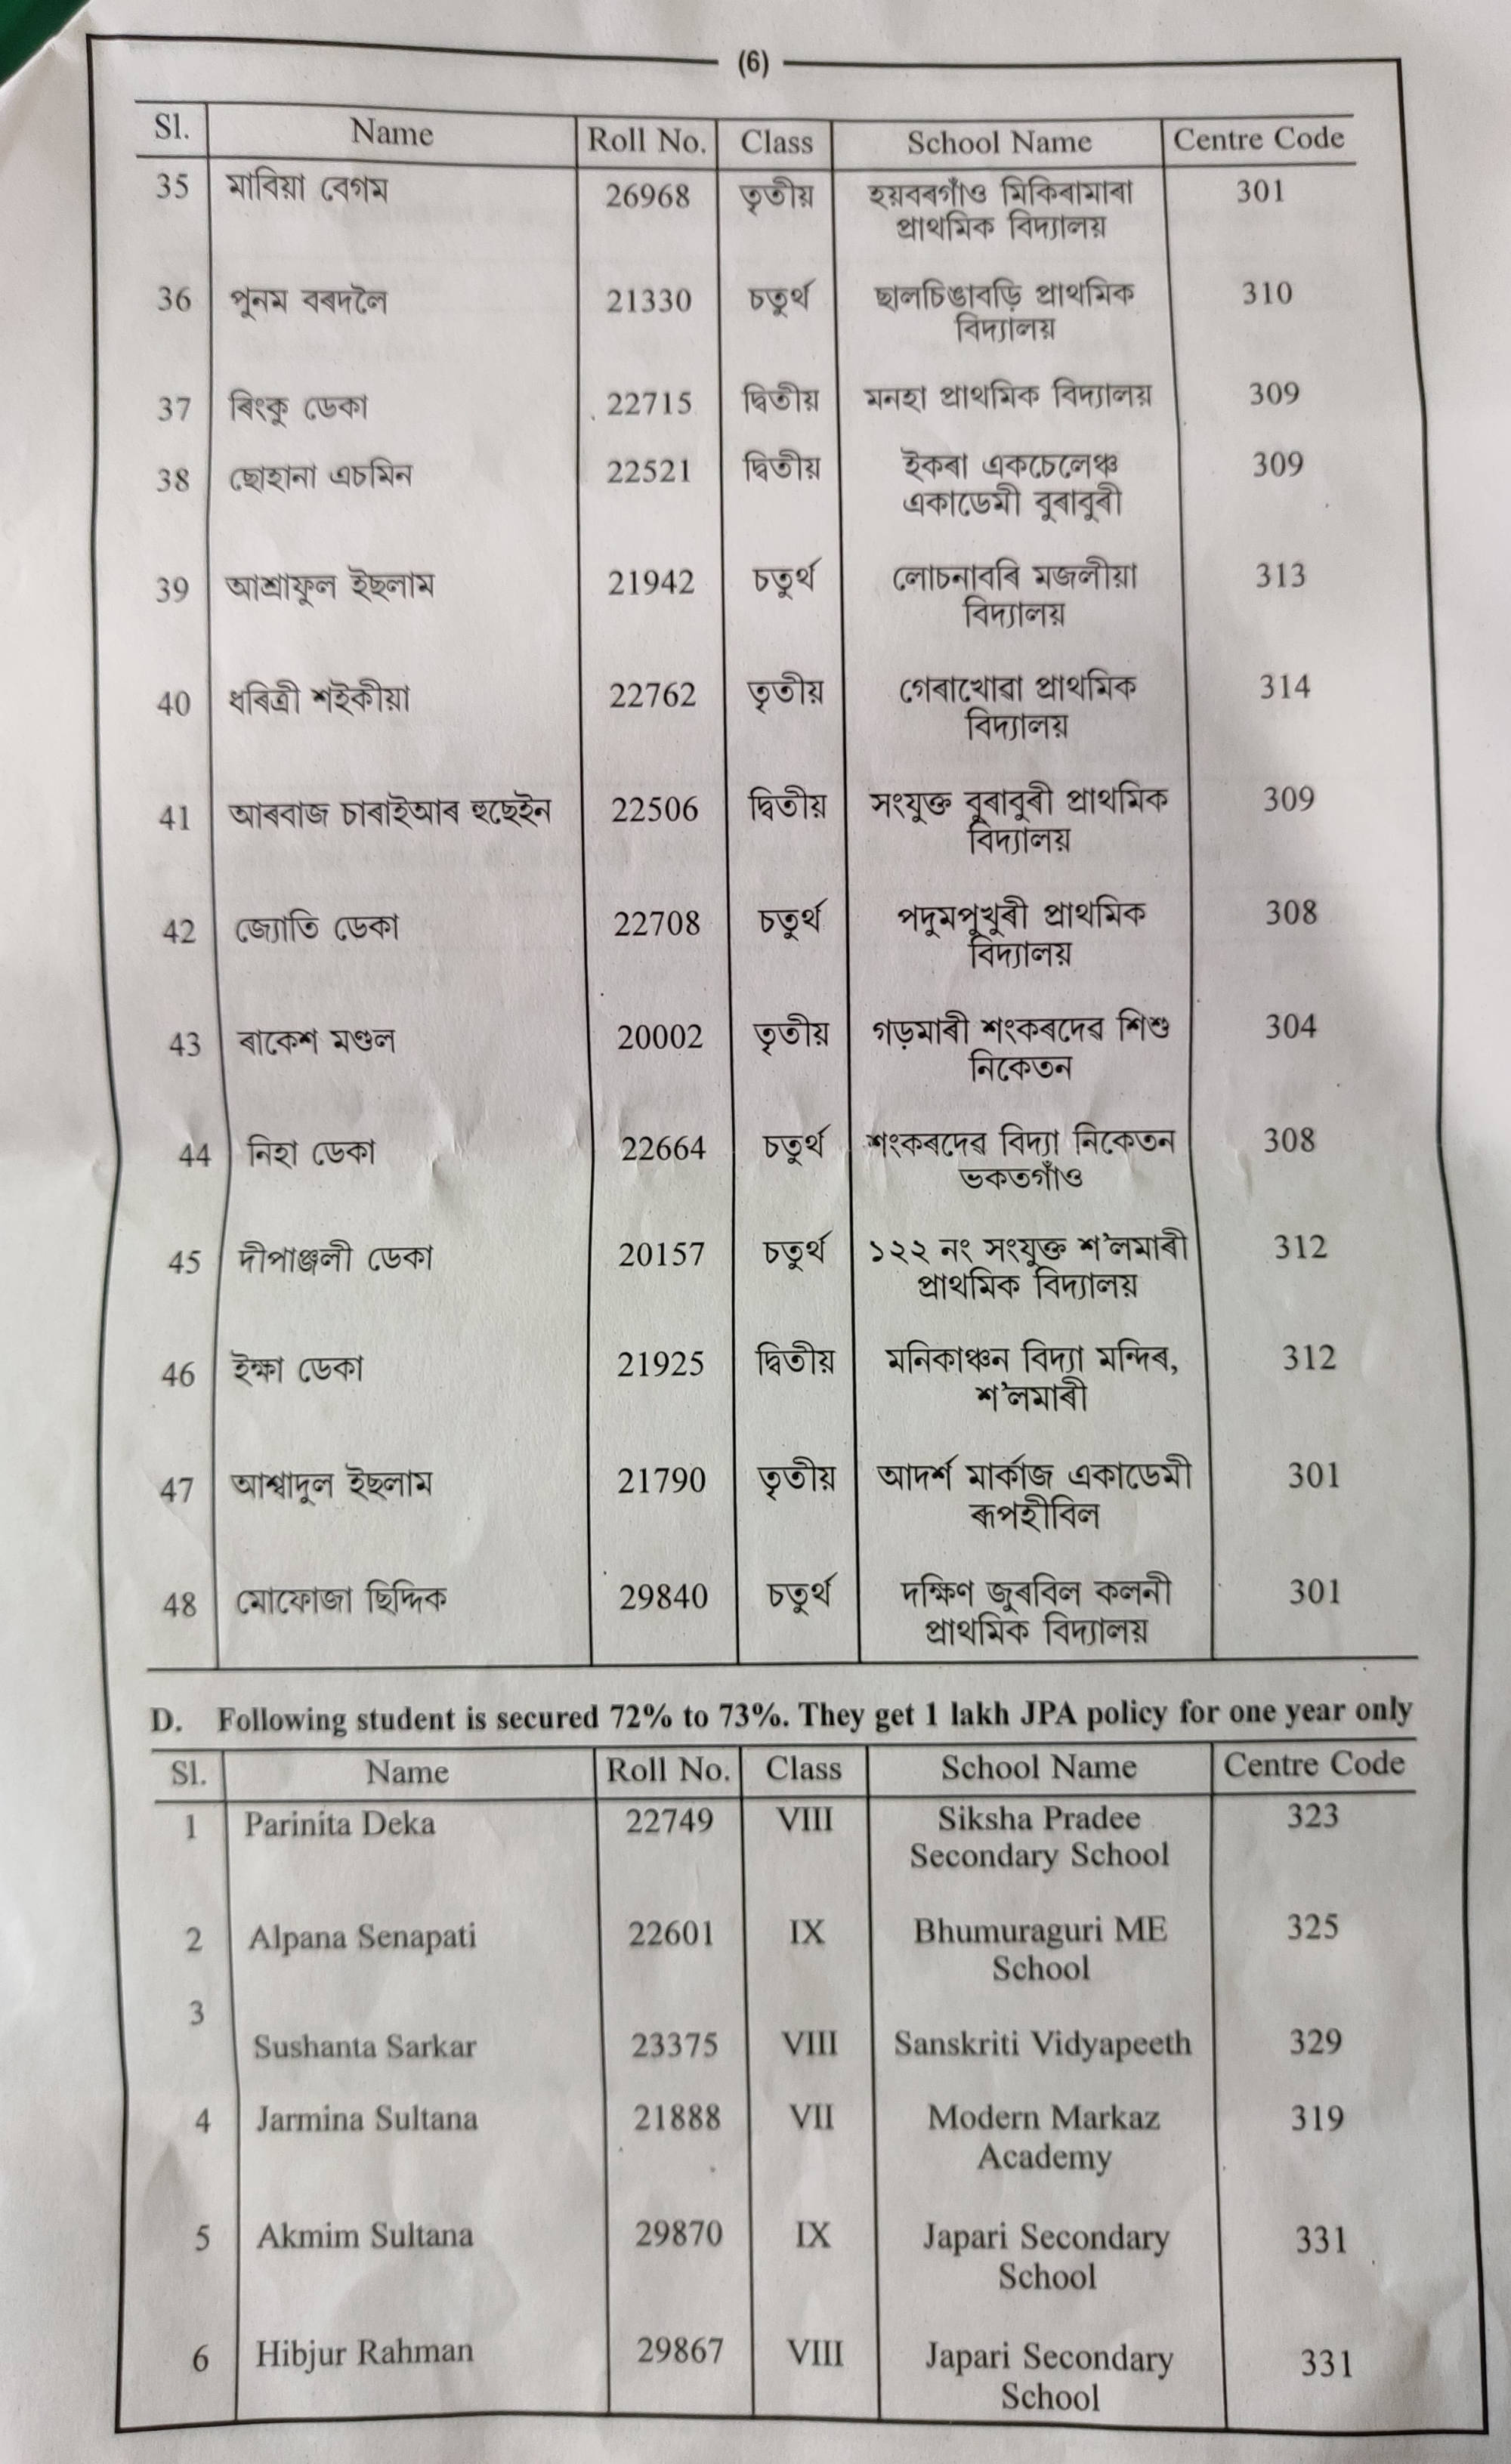 (6)
Sl. Name Roll No. Class School Name Centre Code
35 মাবিয়া বেগম 26968 তৃতীয় হয়বৰগাঁও মিকিৰামাৰা 301
প্ৰাথমিক বিদ্যালয়
36 পুনম বৰদলৈ 21330 চতুৰ্থ ছালচিঙাবড়ি প্ৰাথমিক 310
বিদ্যালয়
37 ৰিংকু ডেকা 22715 দ্বিতীয় মনহা প্ৰাথমিক বিদ্যালয় 309
38 ছোহানা এচমিন 22521 দ্বিতীয় ইকৰা একচেলেঞ্চ 309
একাডেমী বুৰাবুৰী
39 আশ্ৰাফুল ইছলাম 21942 চতুৰ্থ লোচনাবৰি মজলীয়া 313
বিদ্যালয়
40 ধৰিত্ৰী শইকীয়া 22762 তৃতীয় গেৰাখোৱা প্ৰাথমিক 314
বিদ্যালয়
41 আৰবাজ চাৰাইআৰ হুছেইন 22506 দ্বিতীয় সংযুক্ত বুৰাবুৰী প্ৰাথমিক 309
বিদ্যালয়
42 জ্যোতি ডেকা 22708 চতুৰ্থ পদুমপুখুৰী প্ৰাথমিক 308
বিদ্যালয়
43 ৰাকেশ মণ্ডল 20002 তৃতীয় গড়মাৰী শংকৰদেৱ শিশু 304
নিকেতন
44 নিহা ডেকা 22664 চতুৰ্থ শংকৰদেৱ বিদ্যা নিকেতন 308
ভকতগাঁও
45 দীপাঞ্জলী ডেকা 20157 চতুৰ্থ ১২২ নং সংযুক্ত শ'লমাৰী 312
প্ৰাথমিক বিদ্যালয়
46 ইক্ষা ডেকা 21925 দ্বিতীয় মনিকাঞ্চন বিদ্যা মন্দিৰ, 312
শ'লমাৰী
47 আশ্বাদুল ইছলাম 21790 তৃতীয় আদৰ্শ মাৰ্কাজ একাডেমী 301
ৰূপহীবিল
48 মোফোজা ছিদ্দিক 29840 চতুৰ্থ দক্ষিণ জুৰবিল কলনী 301
প্ৰাথমিক বিদ্যালয়
D. Following student is secured 72% to 73%. They get 1 lakh JPA policy for one year only
Sl. Name Roll No. Class School Name Centre Code
1 Parinita Deka 22749 VIII Siksha Pradee 323
Secondary School
2 Alpana Senapati 22601 IX Bhumuraguri ME 325
School
3
Sushanta Sarkar 23375 VIII Sanskriti Vidyapeeth 329
4 Jarmina Sultana 21888 VII Modern Markaz 319
Academy
5 Akmim Sultana 29870 IX Japari Secondary 331
School
6 Hibjur Rahman 29867 VIII Japari Secondary 331
School